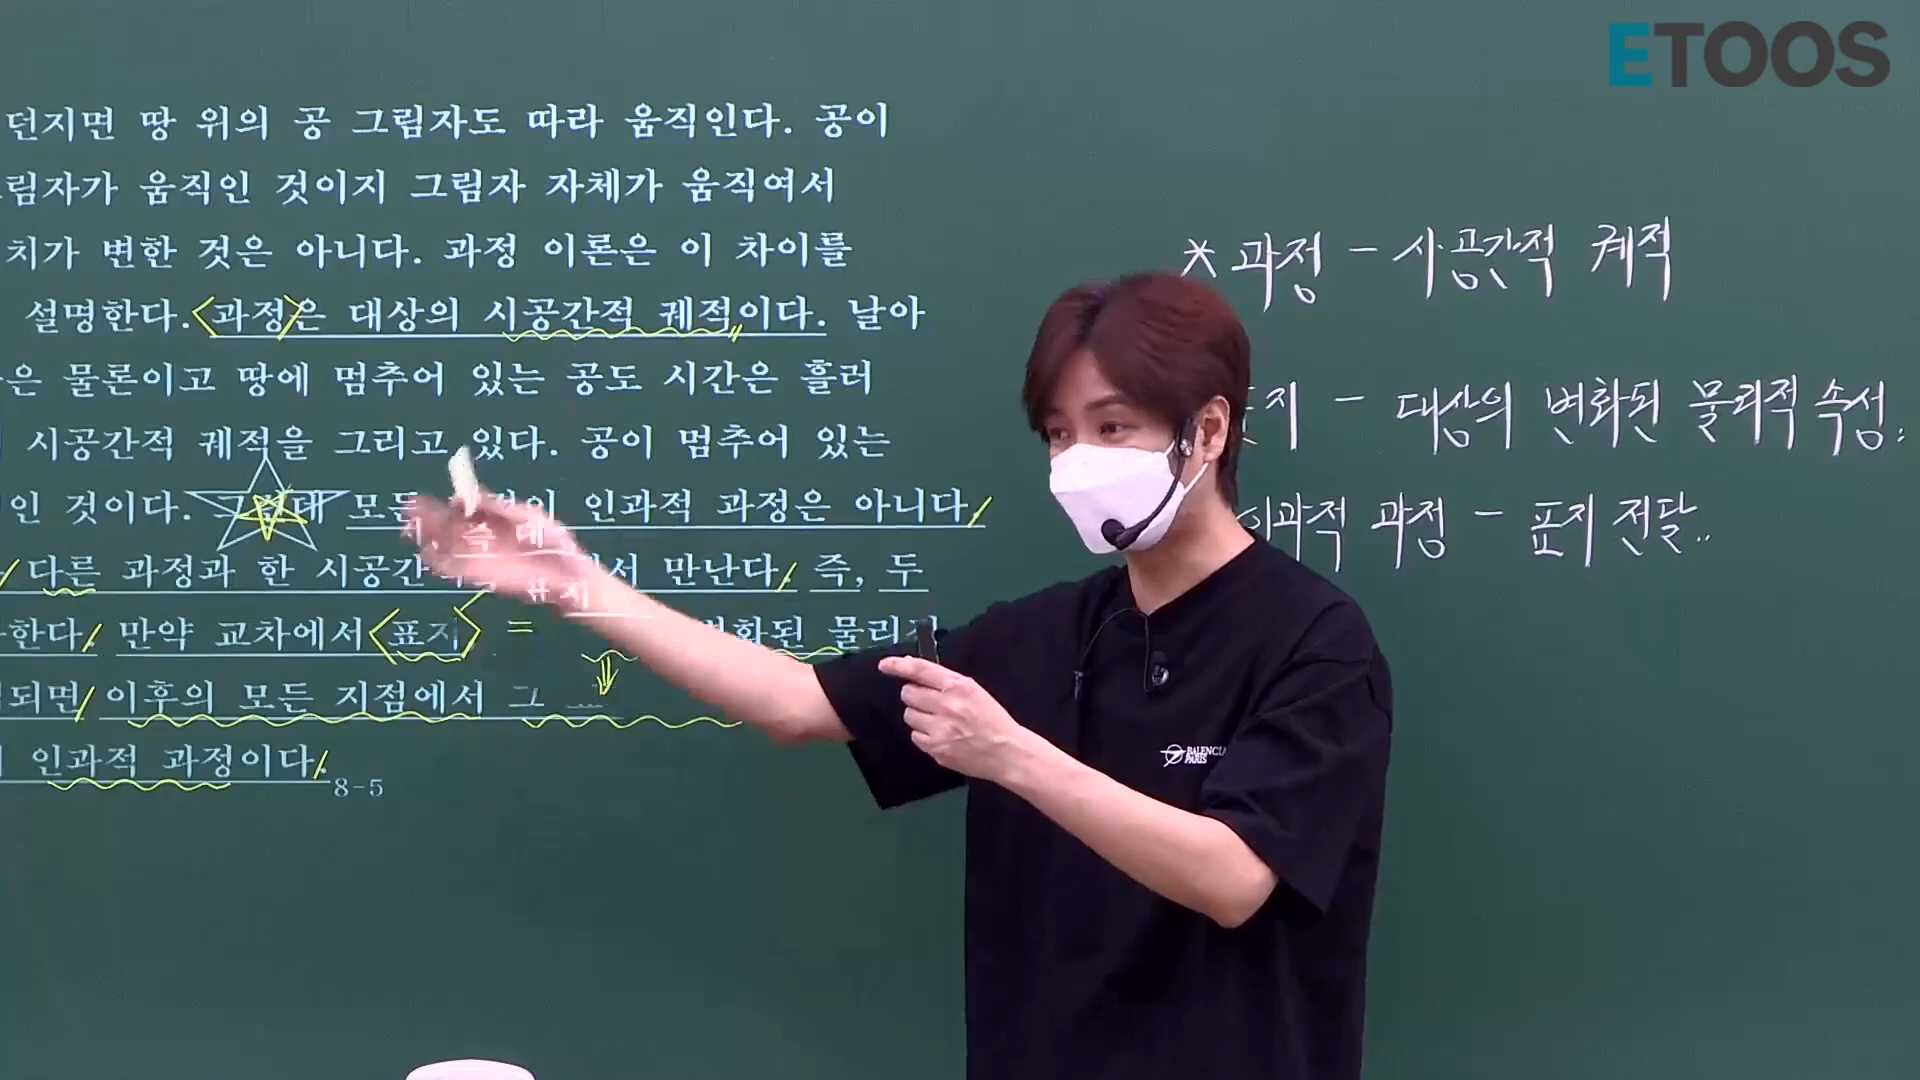 ETOOS
던지면 땅 위의 공 그림자도 따라 움직인다. 공이
림자가 움직인 것이지 그림자 자체가 움직여서
치가 변한 것은 아니다. 과정 이론은 이 차이를
설명한다. <과정>은 대상의 시공간적 궤적이다. 날아
은 물론이고 땅에 멈추어 있는 공도 시간은 흘러
시공간적 궤적을 그리고 있다. 공이 멈추어 있는
인 것이다. 그런데 모든 인과적 과정은 아니다.
다른 과정과 한 시공간적 에서 만난다. 즉, 두
한다. 만약 교차에서 <표지> = 변화된 물리적
되면 이후의 모든 지점에서 그
인과적 과정이다.
8-5
* 과정 - 시공간적 궤적
지 - 대상의 변화된 물리적 속성..
과적 과정 - 표지 전달..
지, 즉 대
표지
BALENCIA
PARIS